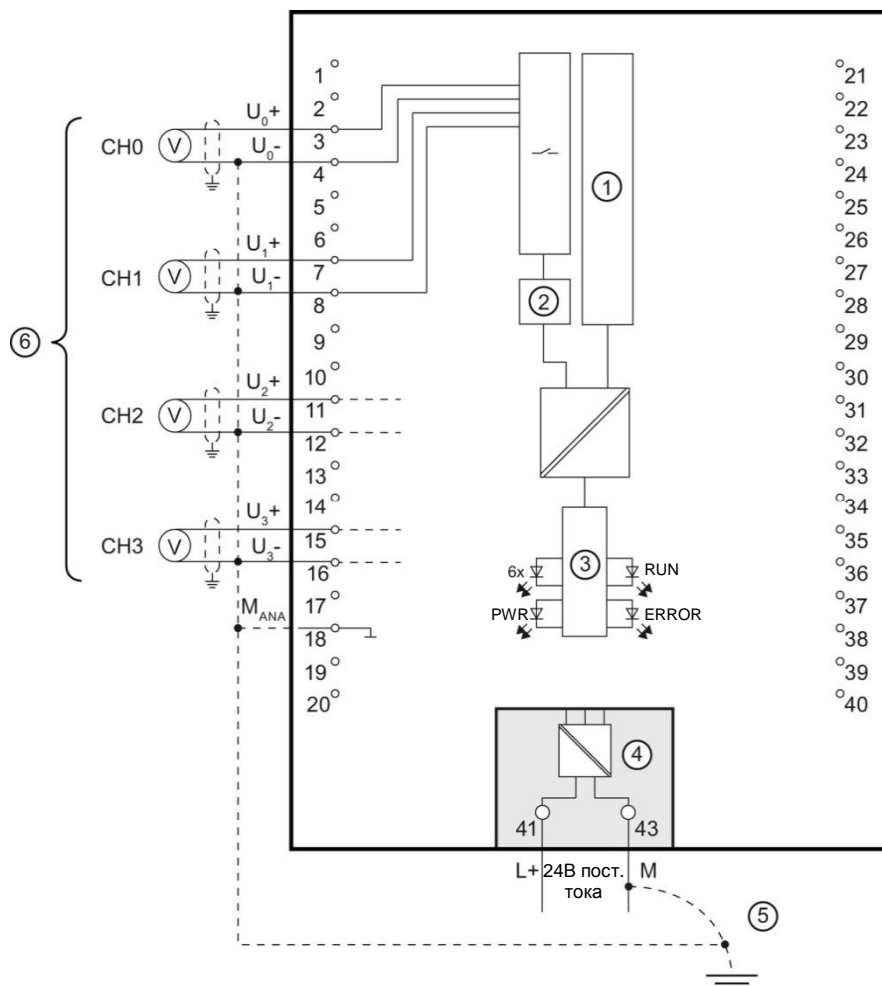 1
2
3
4
5
6
7
8
9
10
11
12
13
14
15
16
17
18
19
20
CH0
V
U0+
U0-
CH1
V
U1+
U1-
6
CH2
V
U2+
U2-
CH3
V
U3+
U3-
MANA
1
2
3
6x
RUN
PWR
ERROR
4
41
43
L+
24В пост.
тока
M
5
21
22
23
24
25
26
27
28
29
30
31
32
33
34
35
36
37
38
39
40